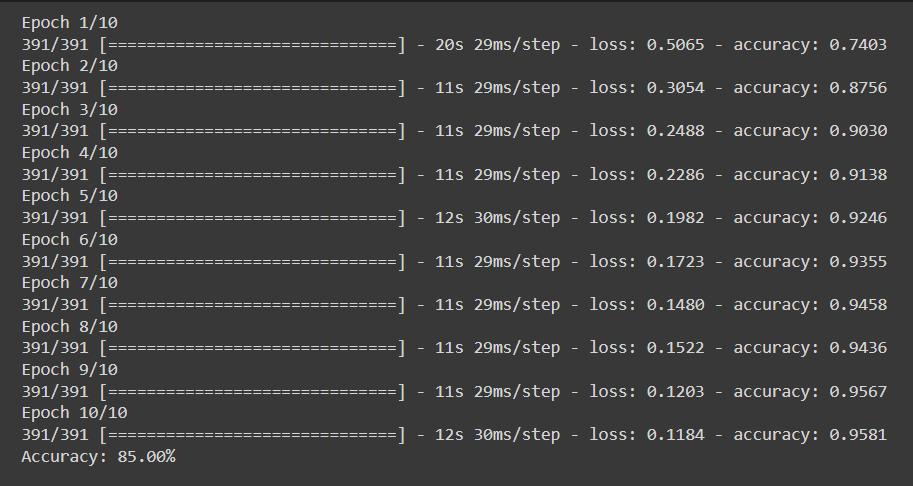 Epoch 1/10
391/391 [==============================] - 20s 29ms/step - loss: 0.5065 - accuracy: 0.7403
Epoch 2/10
391/391 [==============================] - 11s 29ms/step - loss: 0.3054 - accuracy: 0.8756
Epoch 3/10
391/391 [==============================] - 11s 29ms/step - loss: 0.2488 - accuracy: 0.9030
Epoch 4/10
391/391 [==============================] - 11s 29ms/step - loss: 0.2286 - accuracy: 0.9138
Epoch 5/10
391/391 [==============================] - 12s 30ms/step - loss: 0.1982 - accuracy: 0.9246
Epoch 6/10
391/391 [==============================] - 11s 29ms/step - loss: 0.1723 - accuracy: 0.9355
Epoch 7/10
391/391 [==============================] - 11s 29ms/step - loss: 0.1480 - accuracy: 0.9458
Epoch 8/10
391/391 [==============================] - 11s 29ms/step - loss: 0.1522 - accuracy: 0.9436
Epoch 9/10
391/391 [==============================] - 11s 29ms/step - loss: 0.1203 - accuracy: 0.9567
Epoch 10/10
391/391 [==============================] - 12s 30ms/step - loss: 0.1184 - accuracy: 0.9581
Accuracy: 85.00%